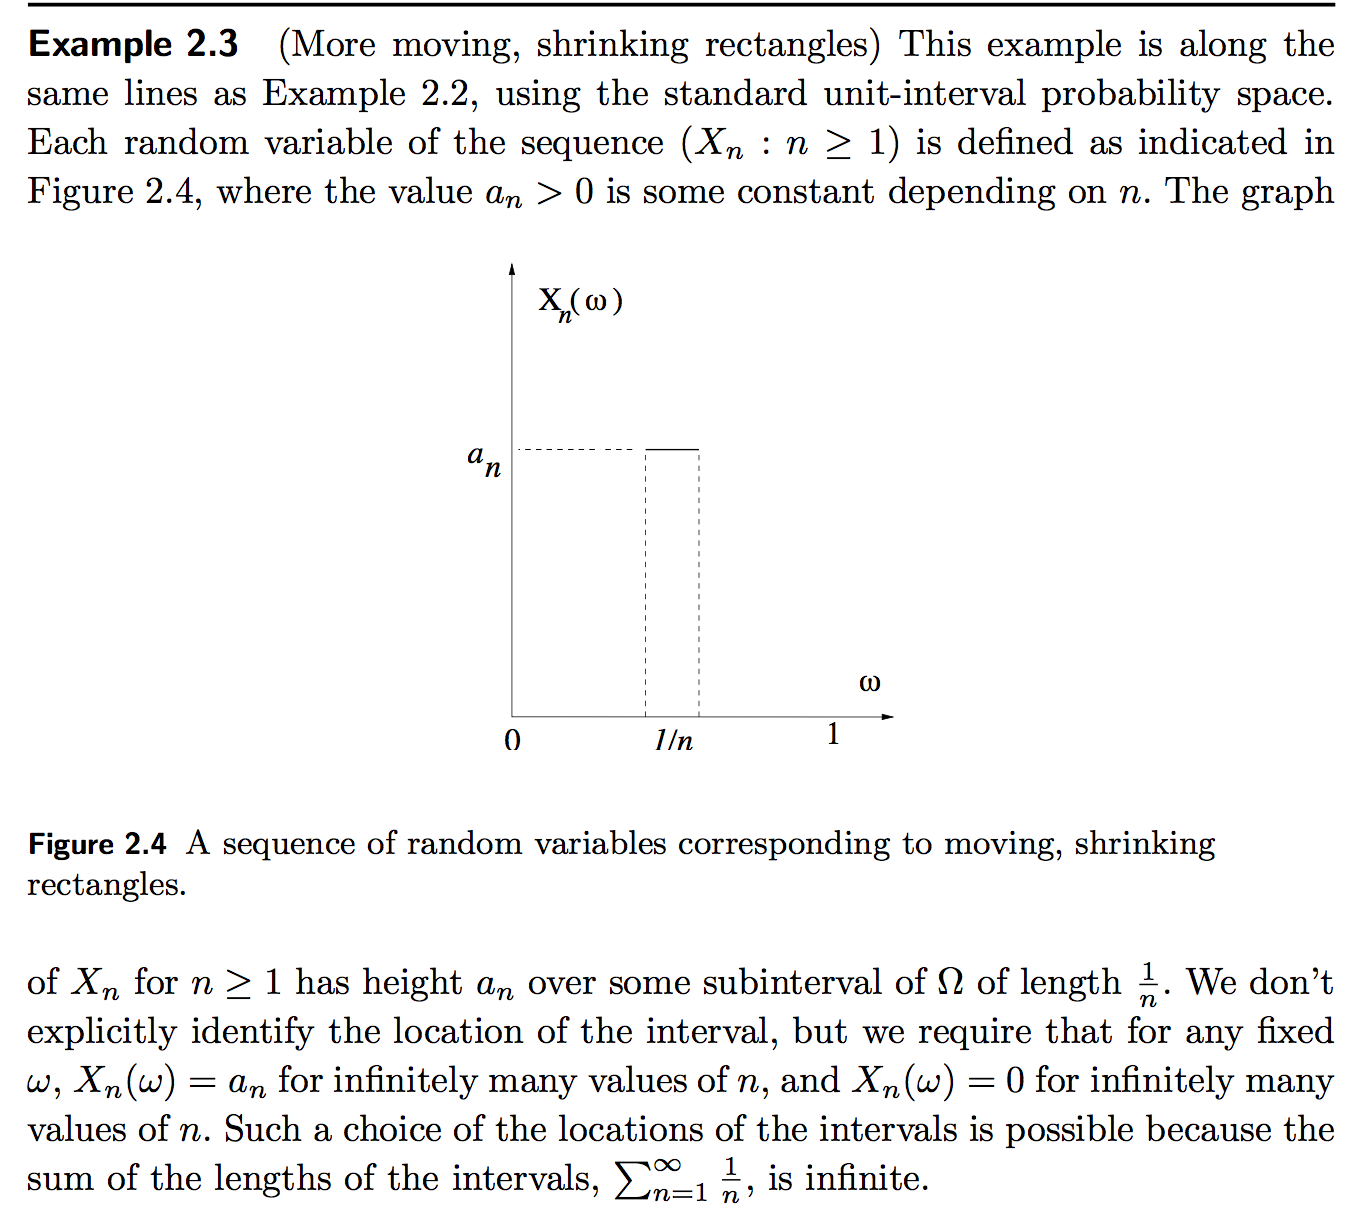 Example 2.3 (More moving, shrinking rectangles) This example is along the
same lines as Example 2.2, using the standard unit-interval probability space.
Each random variable of the sequence (Xₙ : n ≥ 1) is defined as indicated in
Figure 2.4, where the value aₙ > 0 is some constant depending on n. The graph
Xₙ(ω)
aₙ
ω
0 1/n 1
Figure 2.4 A sequence of random variables corresponding to moving, shrinking
rectangles.
of Xₙ for n ≥ 1 has height aₙ over some subinterval of Ω of length 1/n. We don't
explicitly identify the location of the interval, but we require that for any fixed
ω, Xₙ(ω) = aₙ for infinitely many values of n, and Xₙ(ω) = 0 for infinitely many
values of n. Such a choice of the locations of the intervals is possible because the
sum of the lengths of the intervals, ∑_{n=1}^{∞} 1/n, is infinite.